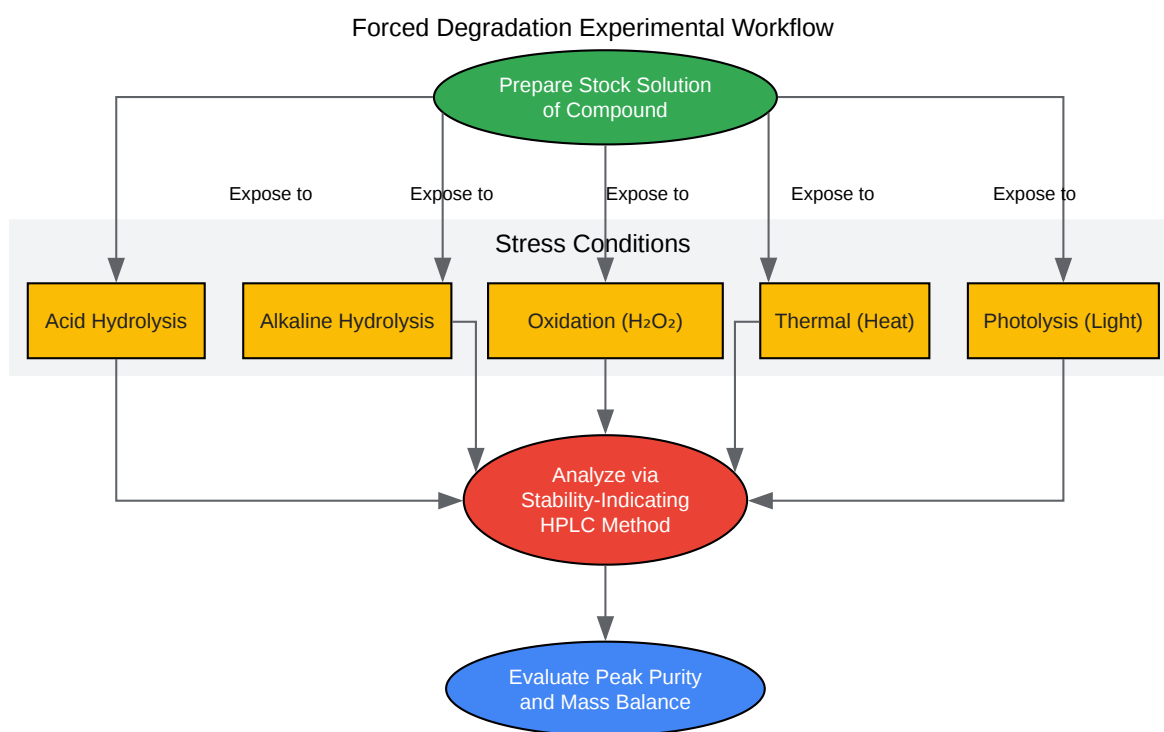 Forced Degradation Experimental Workflow
Prepare Stock Solution
of Compound
Expose to
Expose to
Expose to
Expose to
Expose to
Stress Conditions
Acid Hydrolysis
Alkaline Hydrolysis
Oxidation (H₂O₂)
Thermal (Heat)
Photolysis (Light)
Analyze via
Stability-Indicating
HPLC Method
Evaluate Peak Purity
and Mass Balance